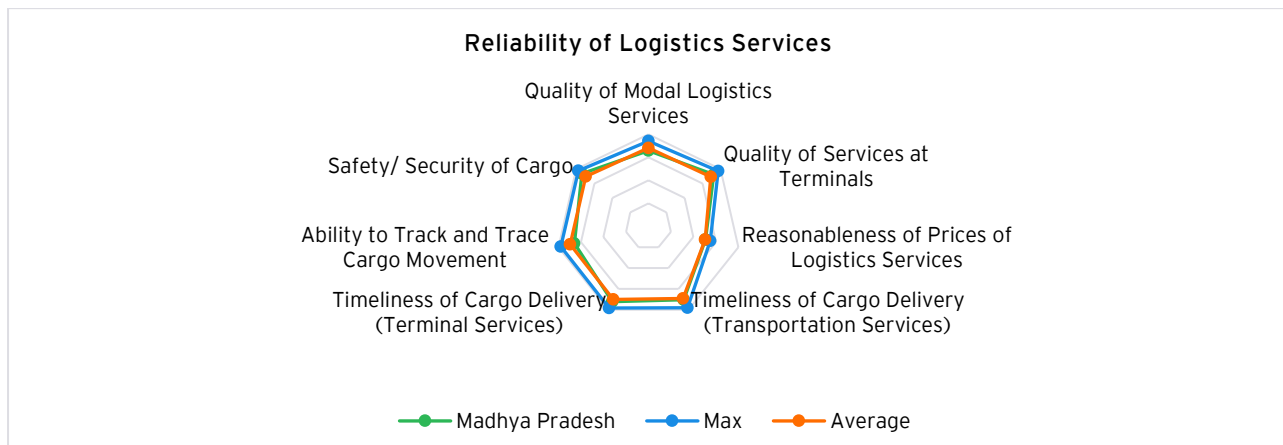 Reliability of Logistics Services
Quality of Modal Logistics
Services
Quality of Services at
Terminals
Reasonableness of Prices of
Logistics Services
Timeliness of Cargo Delivery
(Transportation Services)
Timeliness of Cargo Delivery
(Terminal Services)
Ability to Track and Trace
Cargo Movement
Safety/ Security of Cargo
Madhya Pradesh
Max
Average